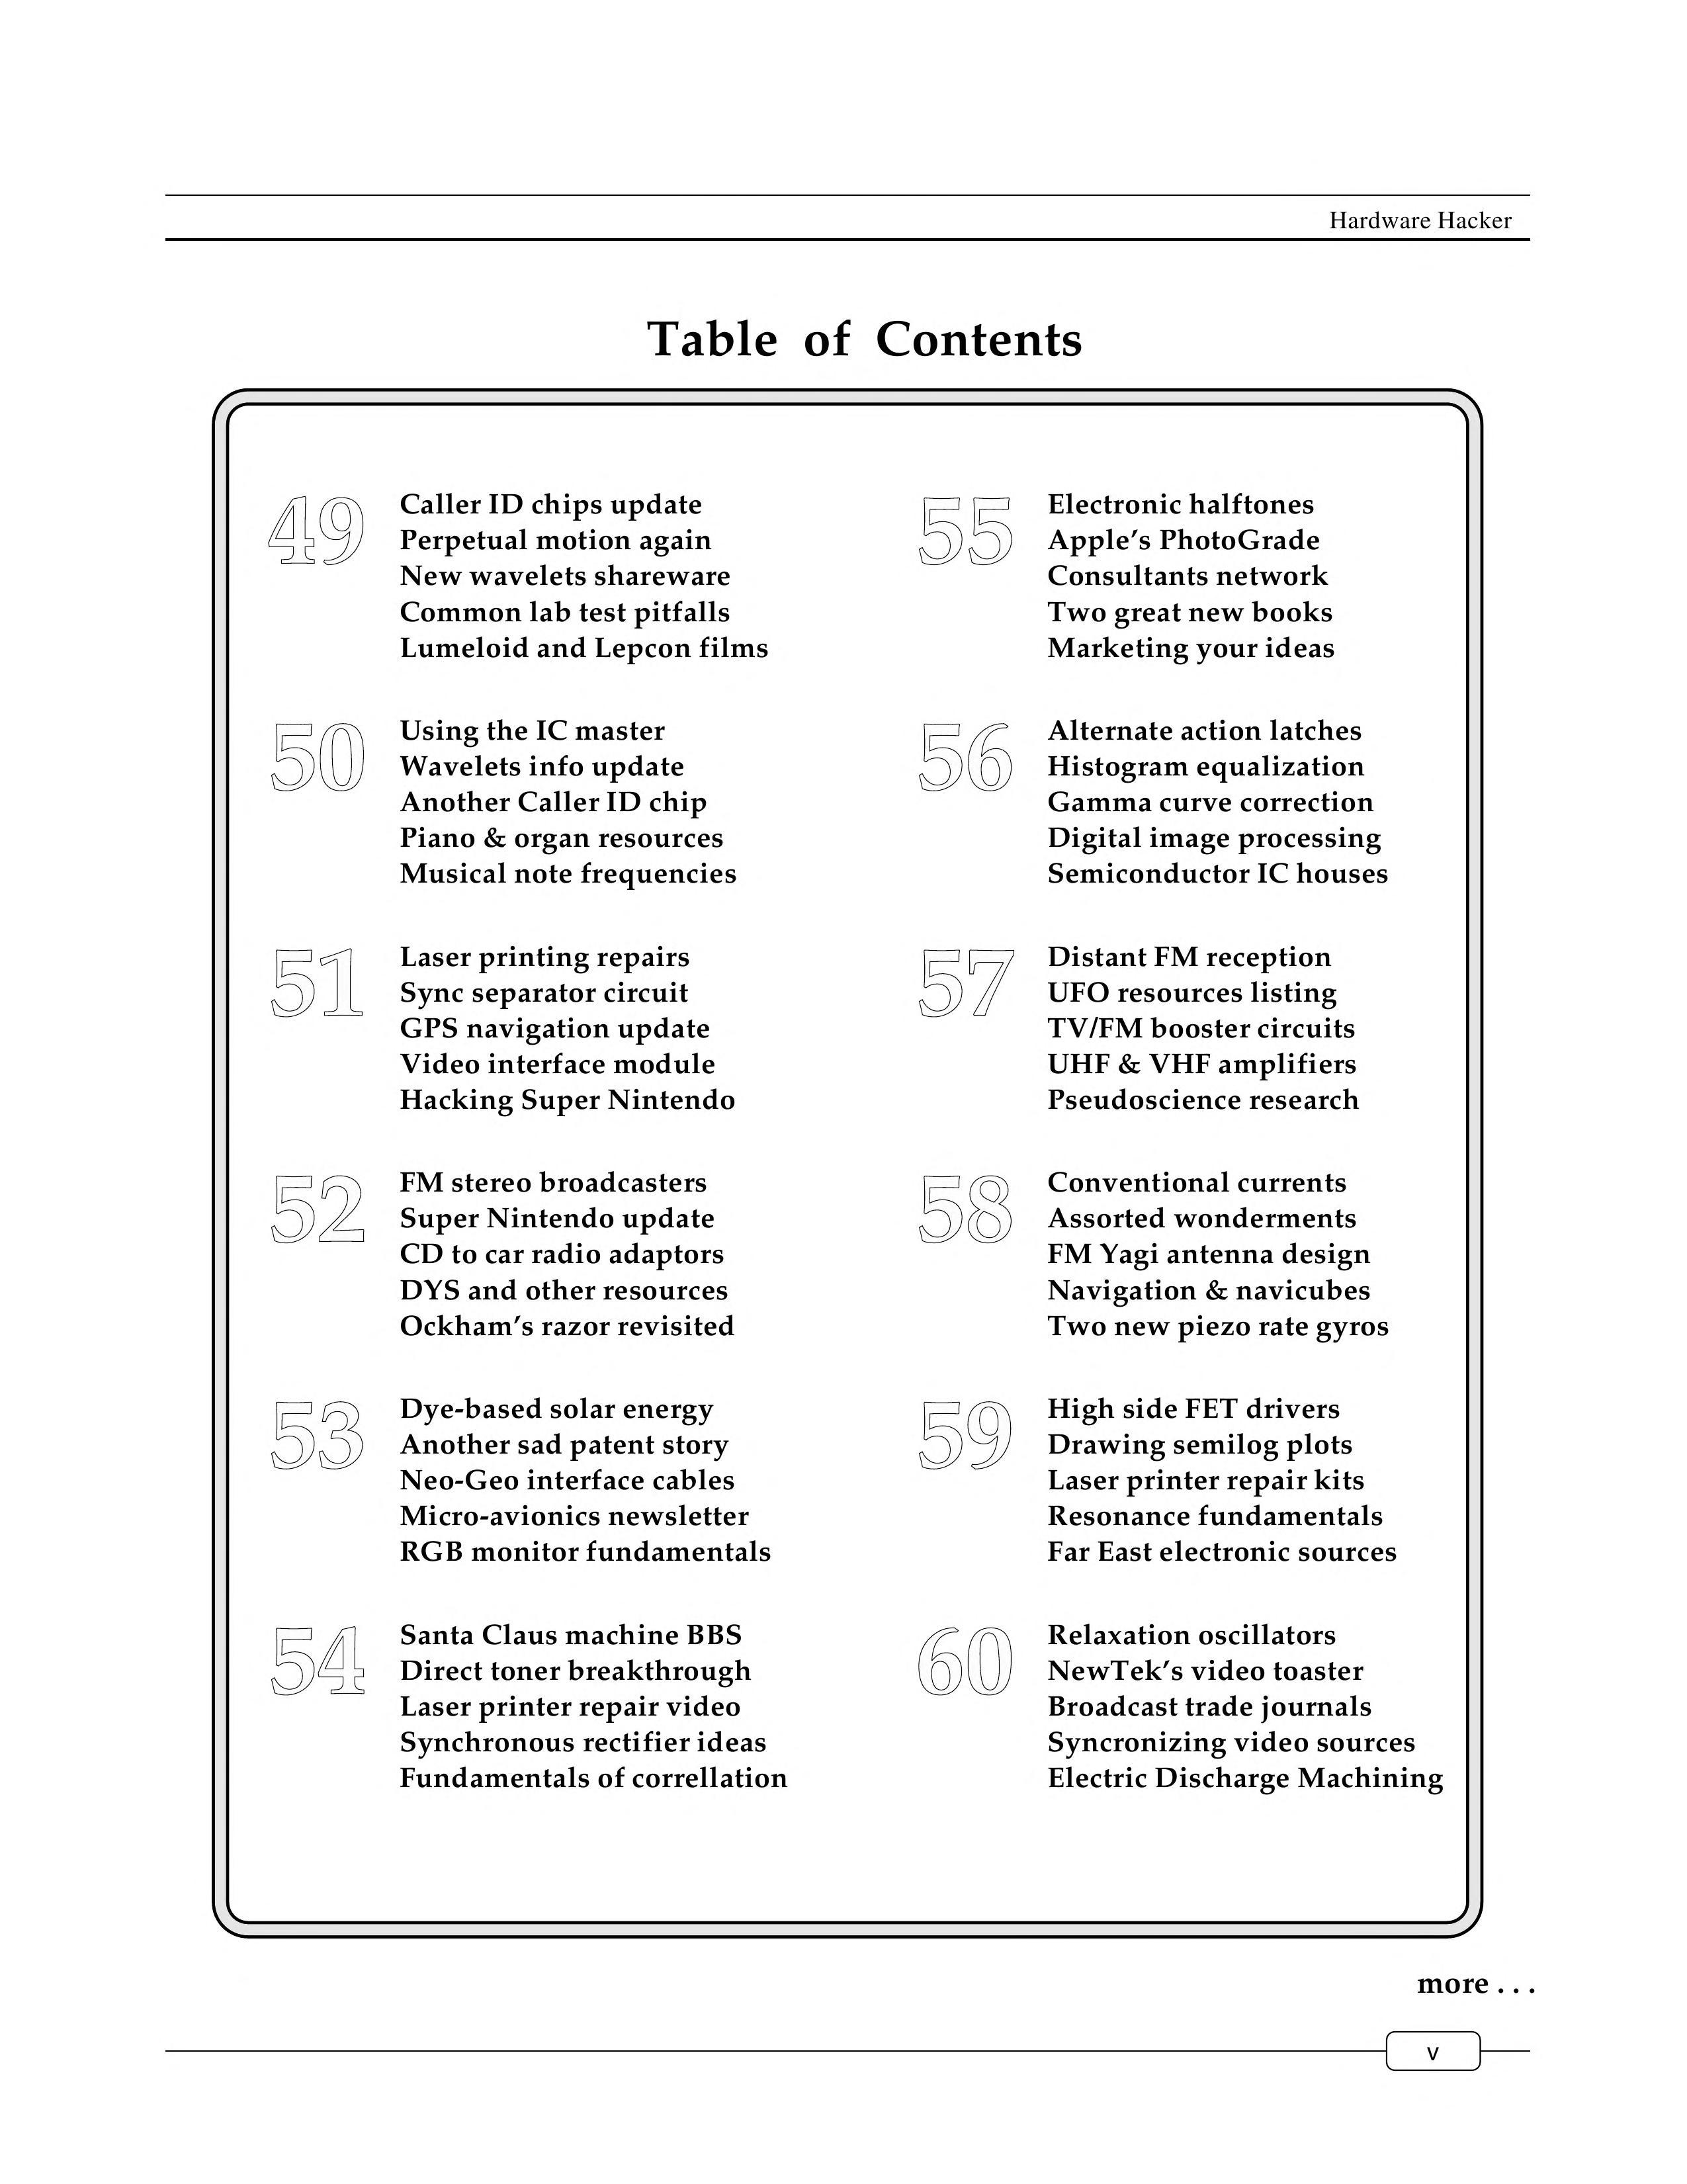 Hardware Hacker
Table of Contents
49
Caller ID chips update
Perpetual motion again
New wavelets shareware
Common lab test pitfalls
Lumeloid and Lepcon films
50
Using the IC master
Wavelets info update
Another Caller ID chip
Piano & organ resources
Musical note frequencies
51
Laser printing repairs
Sync separator circuit
GPS navigation update
Video interface module
Hacking Super Nintendo
52
FM stereo broadcasters
Super Nintendo update
CD to car radio adaptors
DYS and other resources
Ockham’s razor revisited
53
Dye-based solar energy
Another sad patent story
Neo-Geo interface cables
Micro-avionics newsletter
RGB monitor fundamentals
54
Santa Claus machine BBS
Direct toner breakthrough
Laser printer repair video
Synchronous rectifier ideas
Fundamentals of correllation
55
Electronic halftones
Apple’s PhotoGrade
Consultants network
Two great new books
Marketing your ideas
56
Alternate action latches
Histogram equalization
Gamma curve correction
Digital image processing
Semiconductor IC houses
57
Distant FM reception
UFO resources listing
TV/FM booster circuits
UHF & VHF amplifiers
Pseudoscience research
58
Conventional currents
Assorted wonderments
FM Yagi antenna design
Navigation & navicubes
Two new piezo rate gyros
59
High side FET drivers
Drawing semilog plots
Laser printer repair kits
Resonance fundamentals
Far East electronic sources
60
Relaxation oscillators
NewTek’s video toaster
Broadcast trade journals
Syncronizing video sources
Electric Discharge Machining
more . . .
v